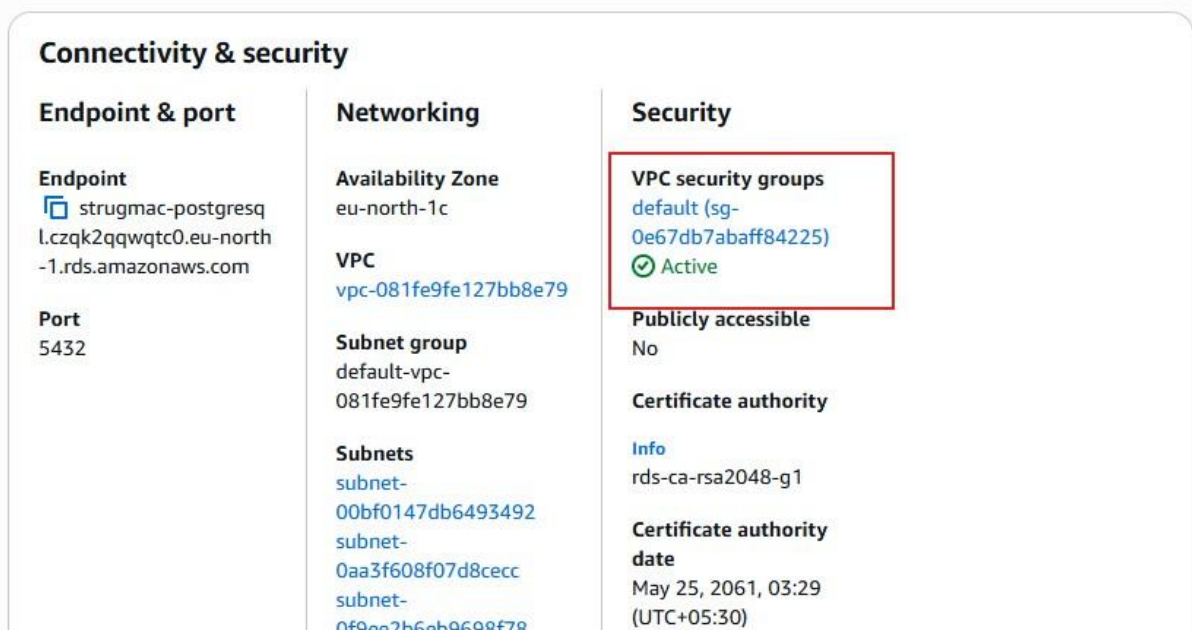 Connectivity & security
Endpoint & port
Endpoint
strugmac-postgresq
l.czqk2qqwqtc0.eu-north
-1.rds.amazonaws.com
Port
5432
Networking
Availability Zone
eu-north-1c
VPC
vpc-081fe9fe127bb8e79
Subnet group
default-vpc-
081fe9fe127bb8e79
Subnets
subnet-
00bf0147db6493492
subnet-
0aa3f608f07d8cecc
subnet-
0f9ee2b6eb9698f78
Security
VPC security groups
default (sg-
0e67db7abaff84225)
Active
Publicly accessible
No
Certificate authority
Info
rds-ca-rsa2048-g1
Certificate authority
date
May 25, 2061, 03:29
(UTC+05:30)